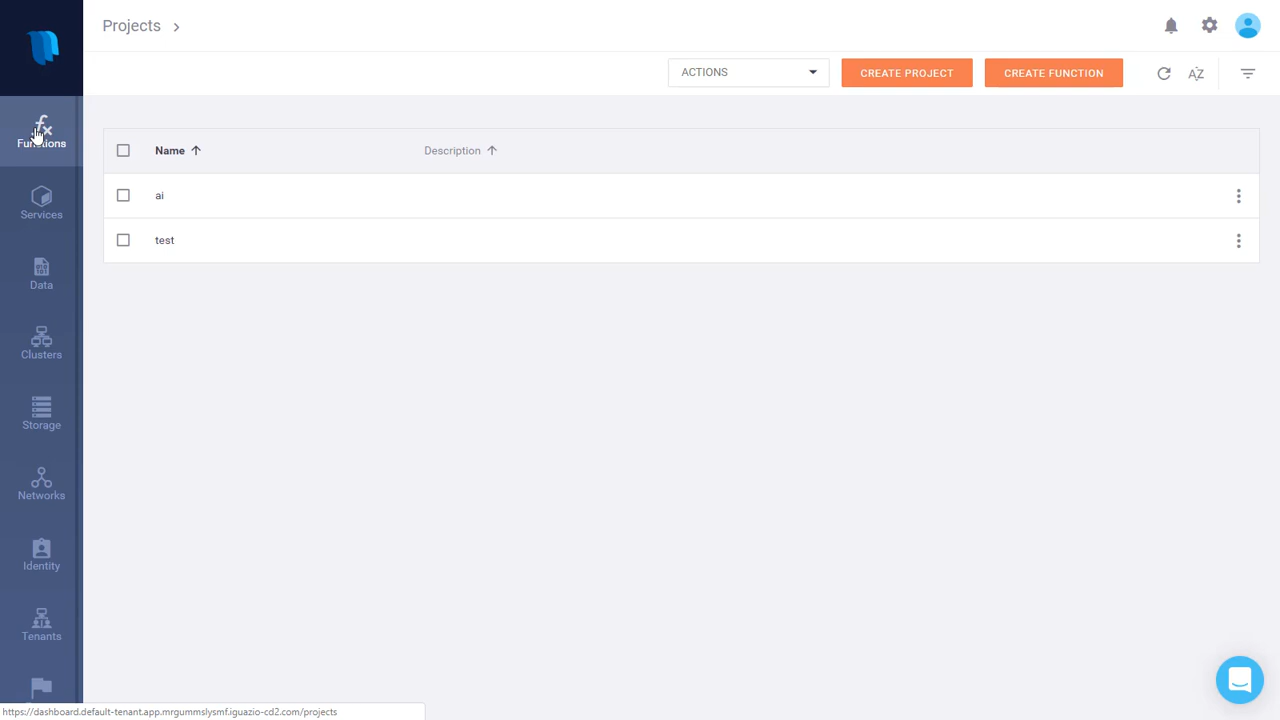 Projects
ACTIONS
CREATE PROJECT
CREATE FUNCTION
AZ
Functions
Services
Data
Clusters
Storage
Networks
Identity
Tenants
Name
Description
ai
test
https://dashboard.default-tenant.app.mrgummslysmf.iguazio-cd2.com/projects